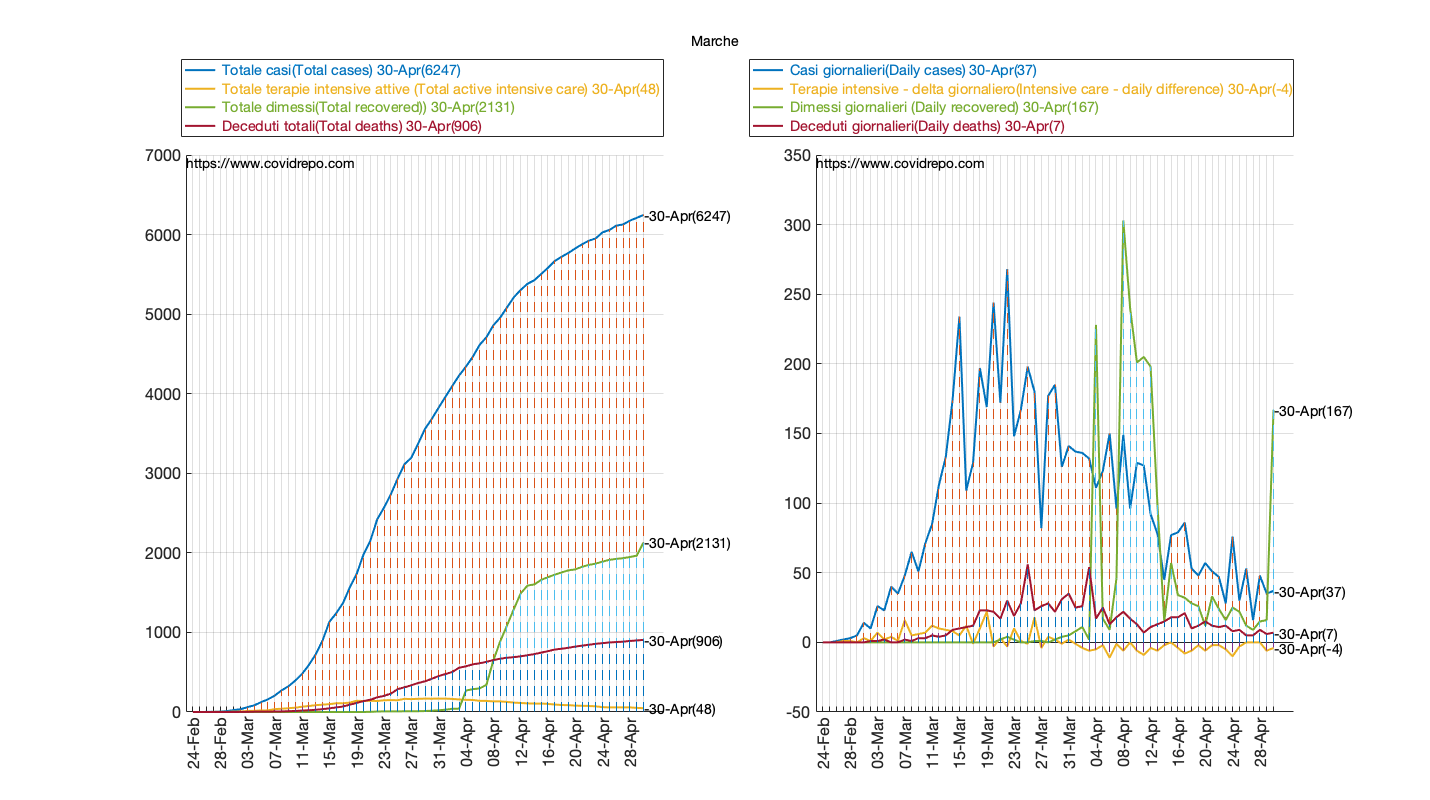 Marche
Totale casi(Total cases) 30-Apr(6247)
Totale terapie intensive attive (Total active intensive care) 30-Apr(48)
Totale dimessi(Total recovered)) 30-Apr(2131)
Deceduti totali(Total deaths) 30-Apr(906)
7000
https://www.covidrepo.com
6000
5000
4000
3000
2000
1000
0
-30-Apr(6247)
-30-Apr(2131)
-30-Apr(906)
-30-Apr(48)
24-Feb
28-Feb
03-Mar
07-Mar
11-Mar
15-Mar
19-Mar
23-Mar
27-Mar
31-Mar
04-Apr
08-Apr
12-Apr
16-Apr
20-Apr
24-Apr
28-Apr
Casi giornalieri(Daily cases) 30-Apr(37)
Terapie intensive - delta giornaliero(Intensive care - daily difference) 30-Apr(-4)
Dimessi giornalieri (Daily recovered) 30-Apr(167)
Deceduti giornalieri(Daily deaths) 30-Apr(7)
350
https://www.covidrepo.com
300
250
200
150
100
50
0
-50
-30-Apr(167)
-30-Apr(37)
-30-Apr(7)
-30-Apr(-4)
24-Feb
28-Feb
03-Mar
07-Mar
11-Mar
15-Mar
19-Mar
23-Mar
27-Mar
31-Mar
04-Apr
08-Apr
12-Apr
16-Apr
20-Apr
24-Apr
28-Apr